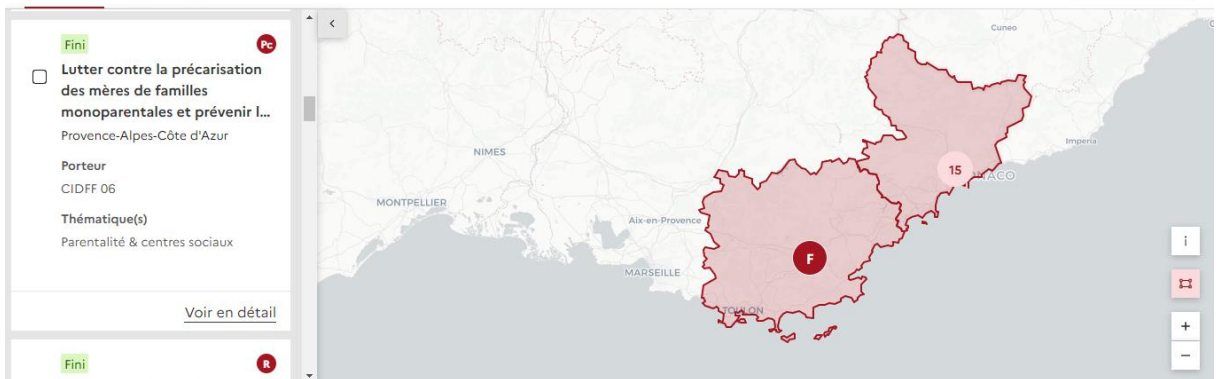 Fini
Pc
Lutter contre la précarisation
des mères de familles
monoparentales et prévenir l...
Provence-Alpes-Côte d'Azur
Porteur
CIDFF 06
Thématique(s)
Parentalité & centres sociaux
Voir en détail
Fini
R
<
Cuneo
NIMES
Imperia
15
NACO
MONTPELLIER
Aix-en-Provence
F
MARSEILLE
TOULON
i
+
−